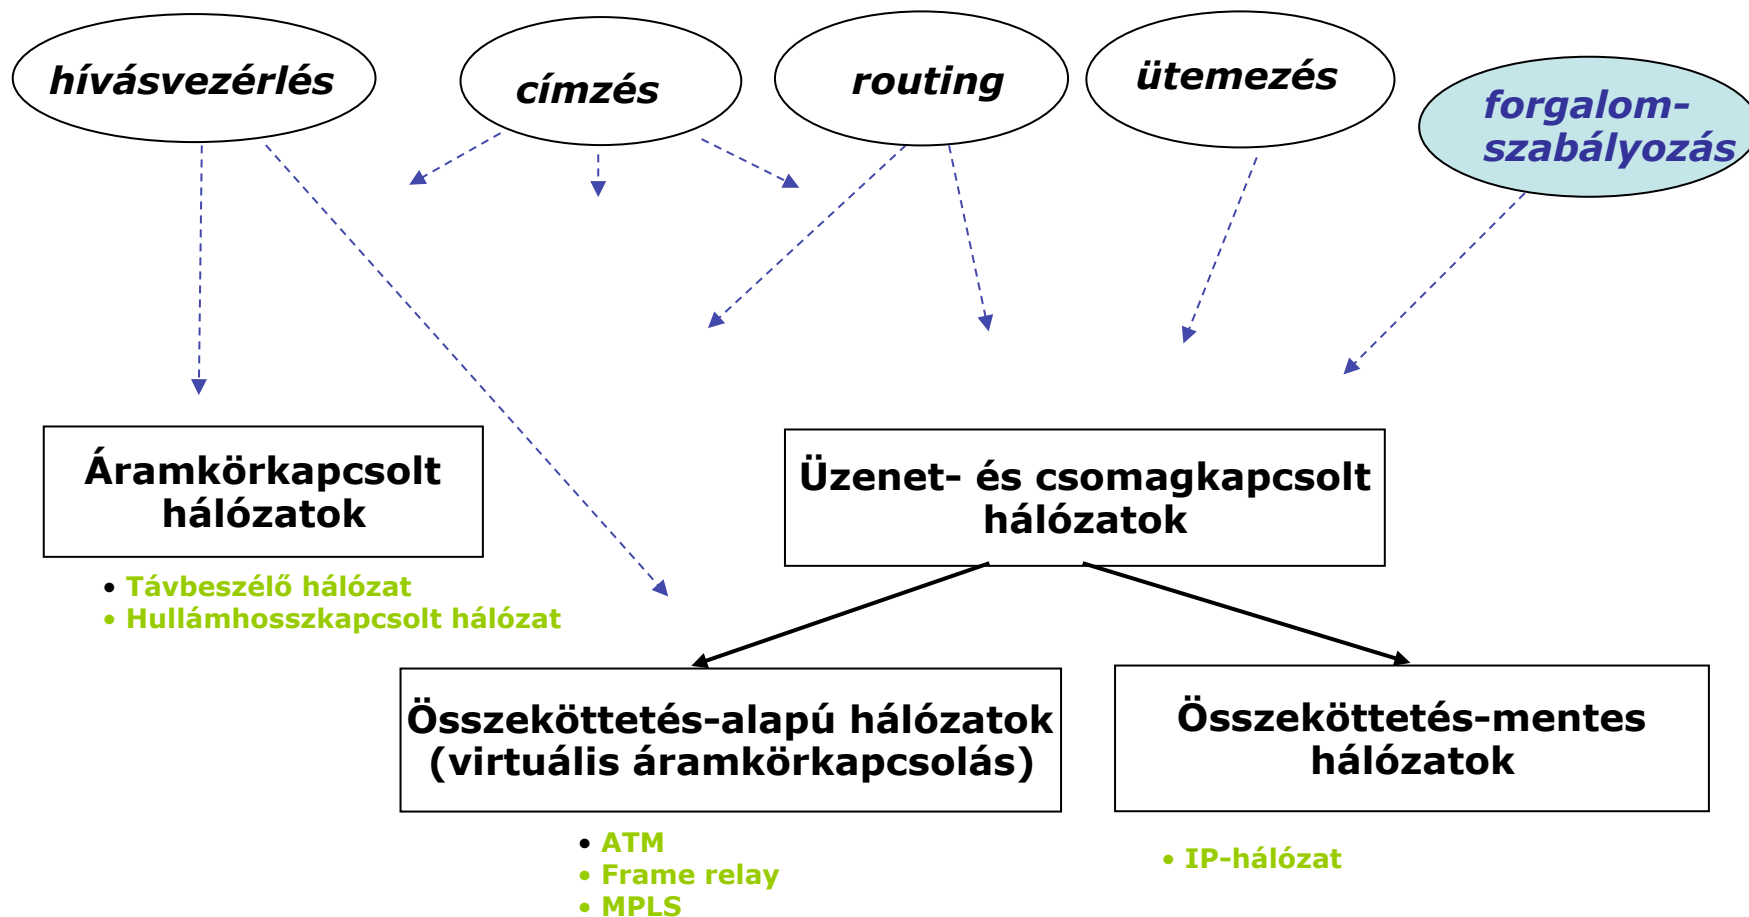 hívásvezérlés
címzés
routing
ütemezés
forgalom-
szabályozás
Áramkörkapcsolt
hálózatok
• Távbeszélő hálózat
• Hullámhosszkapcsolt hálózat
Üzenet- és csomagkapcsolt
hálózatok
Összeköttetés-alapú hálózatok
(virtuális áramkörkapcsolás)
• ATM
• Frame relay
• MPLS
Összeköttetés-mentes
hálózatok
• IP-hálózat